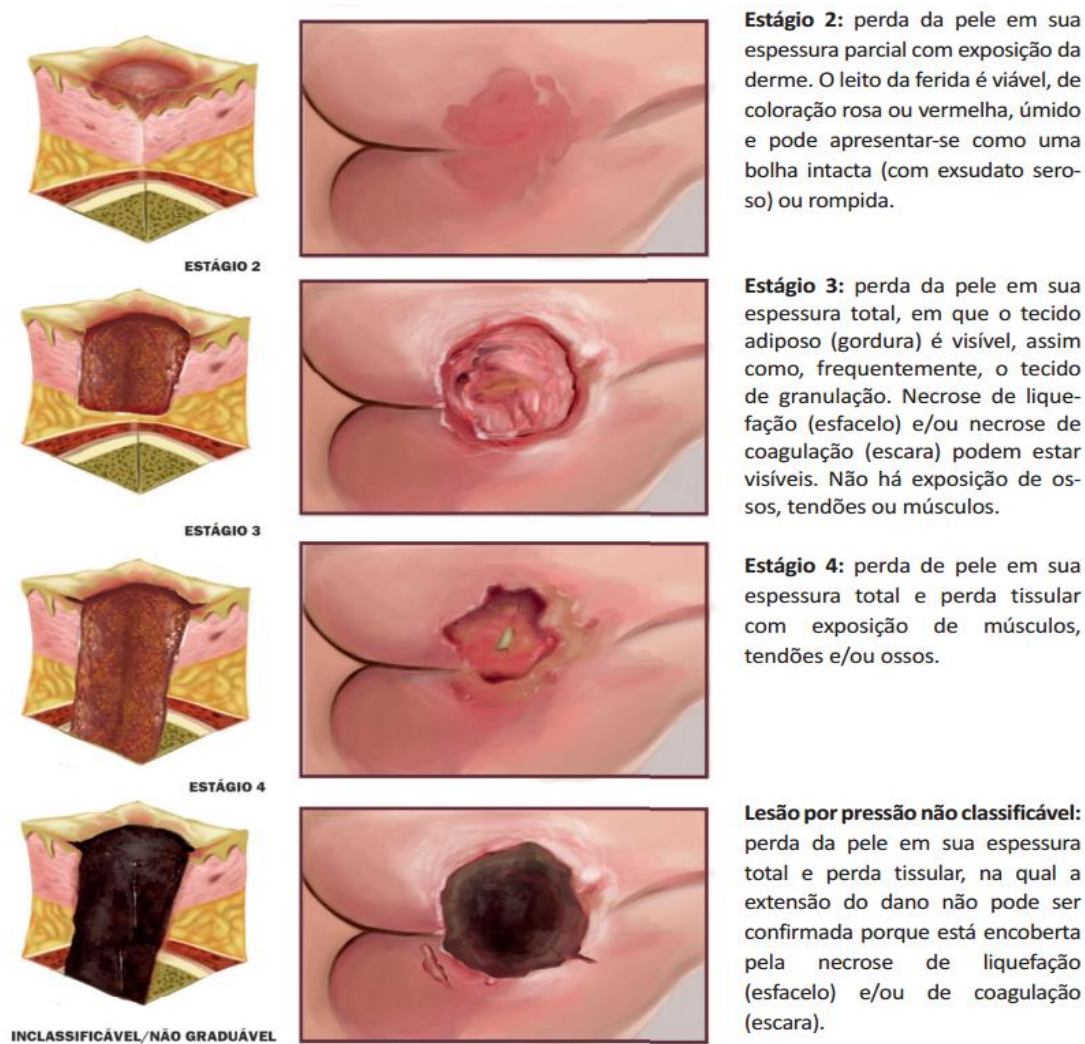 Estágio 2: perda da pele em sua
espessura parcial com exposição da
derme. O leito da ferida é viável, de
coloração rosa ou vermelha, úmido
e pode apresentar-se como uma
bolha intacta (com exsudato sero-
so) ou rompida.
ESTÁGIO 2
Estágio 3: perda da pele em sua
espessura total, em que o tecido
adiposo (gordura) é visível, assim
como, frequentemente, o tecido
de granulação. Necrose de lique-
fação (esfacelo) e/ou necrose de
coagulação (escara) podem estar
visíveis. Não há exposição de os-
sos, tendões ou músculos.
ESTÁGIO 3
Estágio 4: perda de pele em sua
espessura total e perda tissular
com exposição de músculos,
tendões e/ou ossos.
ESTÁGIO 4
Lesão por pressão não classificável:
perda da pele em sua espessura
total e perda tissular, na qual a
extensão do dano não pode ser
confirmada porque está encoberta
pela necrose de liquefação
(esfacelo) e/ou de coagulação
(escara).
INCLASSIFICÁVEL/NÃO GRADUÁVEL